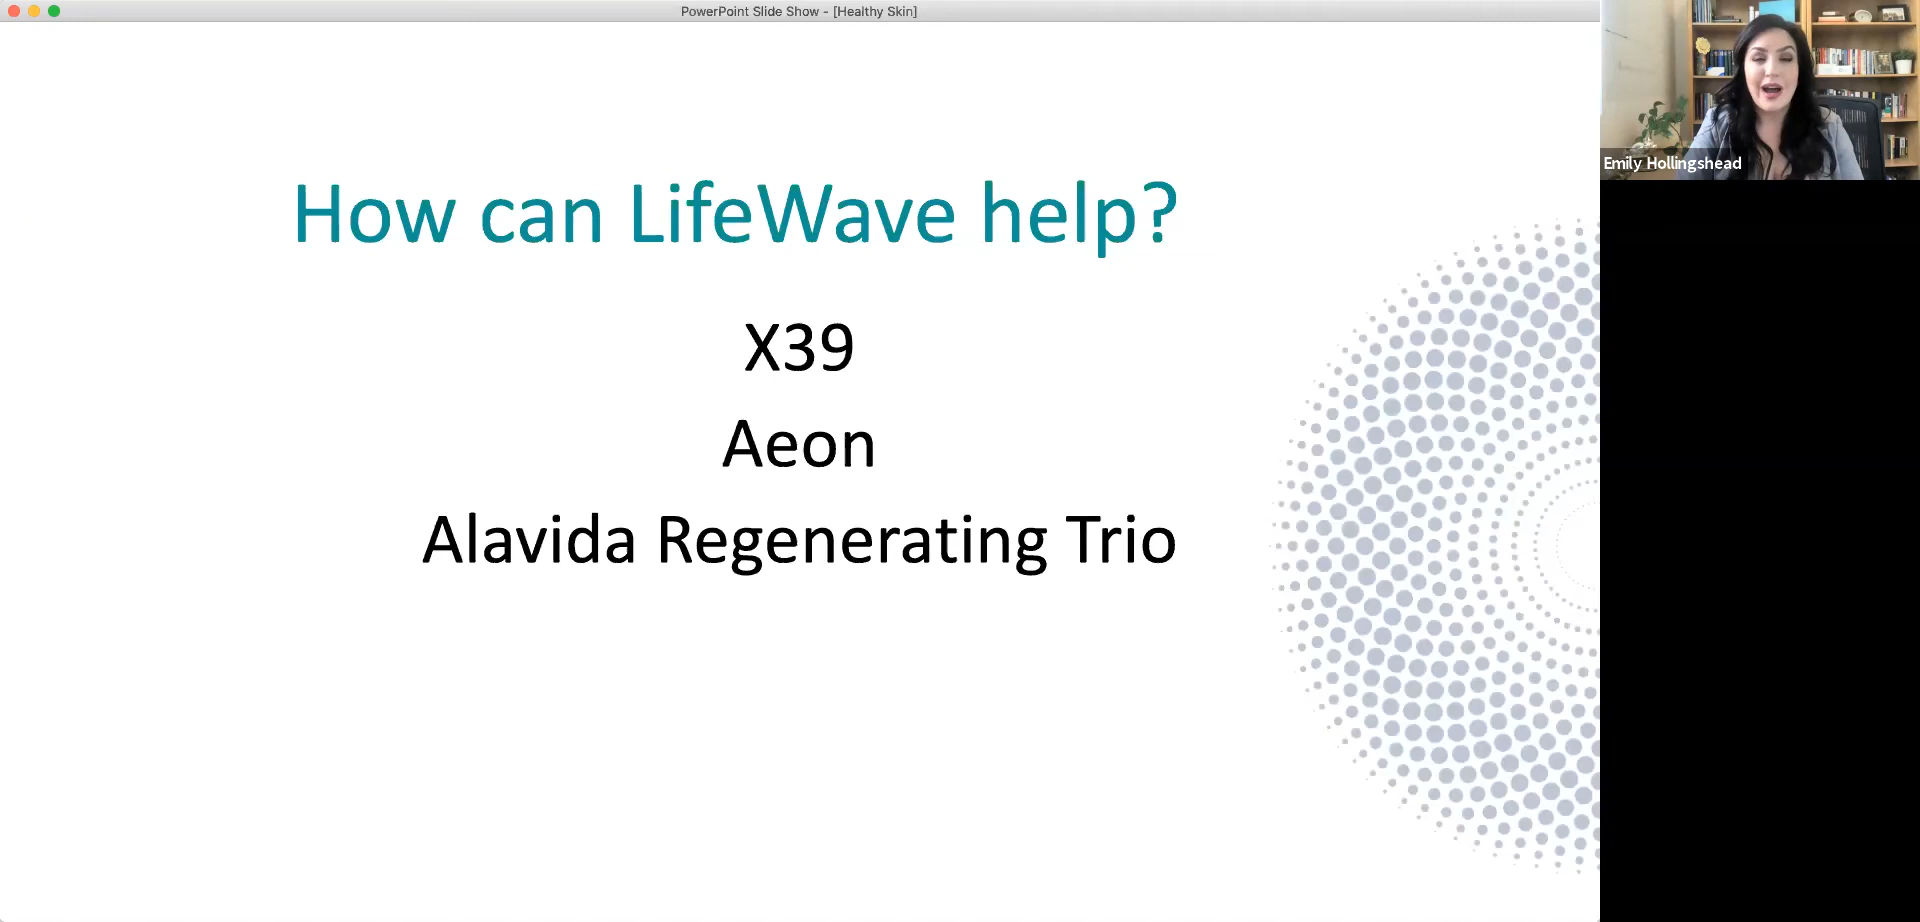 PowerPoint Slide Show - [Healthy Skin]
How can LifeWave help?
X39
Aeon
Alavida Regenerating Trio
Emily Hollingshead